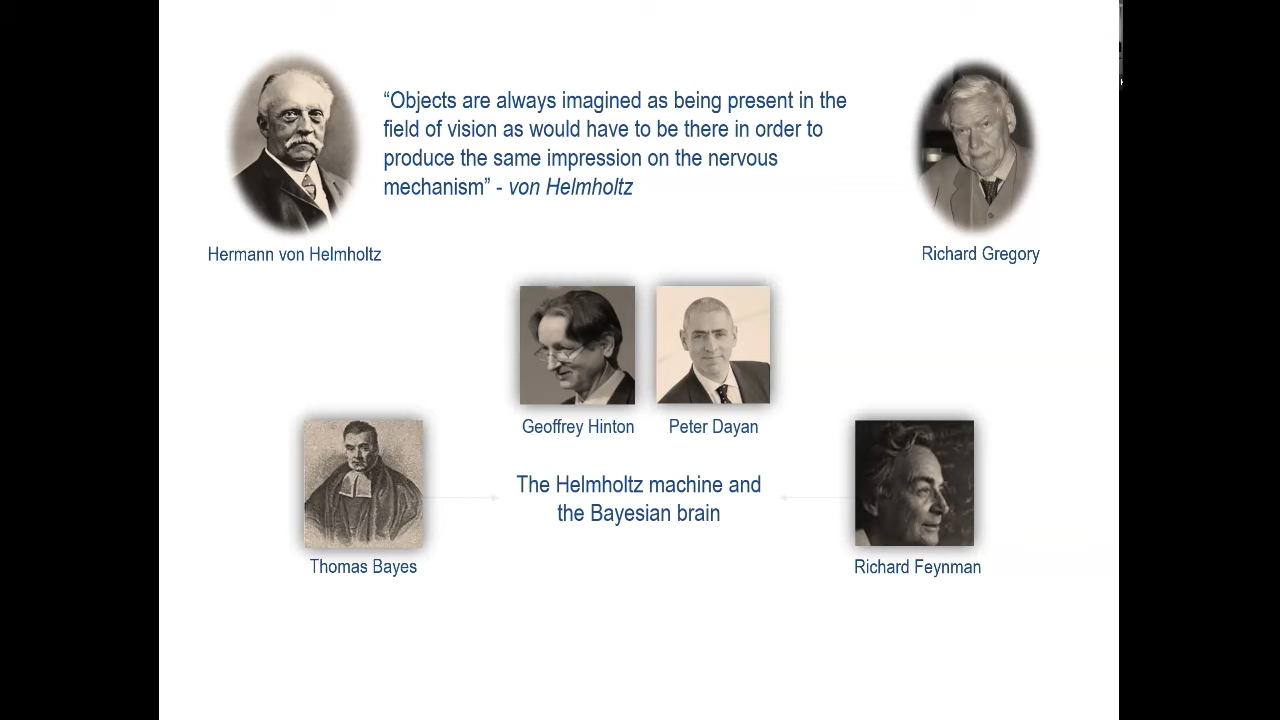 “Objects are always imagined as being present in the
field of vision as would have to be there in order to
produce the same impression on the nervous
mechanism” - von Helmholtz
Hermann von Helmholtz
Richard Gregory
Geoffrey Hinton
Peter Dayan
The Helmholtz machine and
the Bayesian brain
Thomas Bayes
Richard Feynman